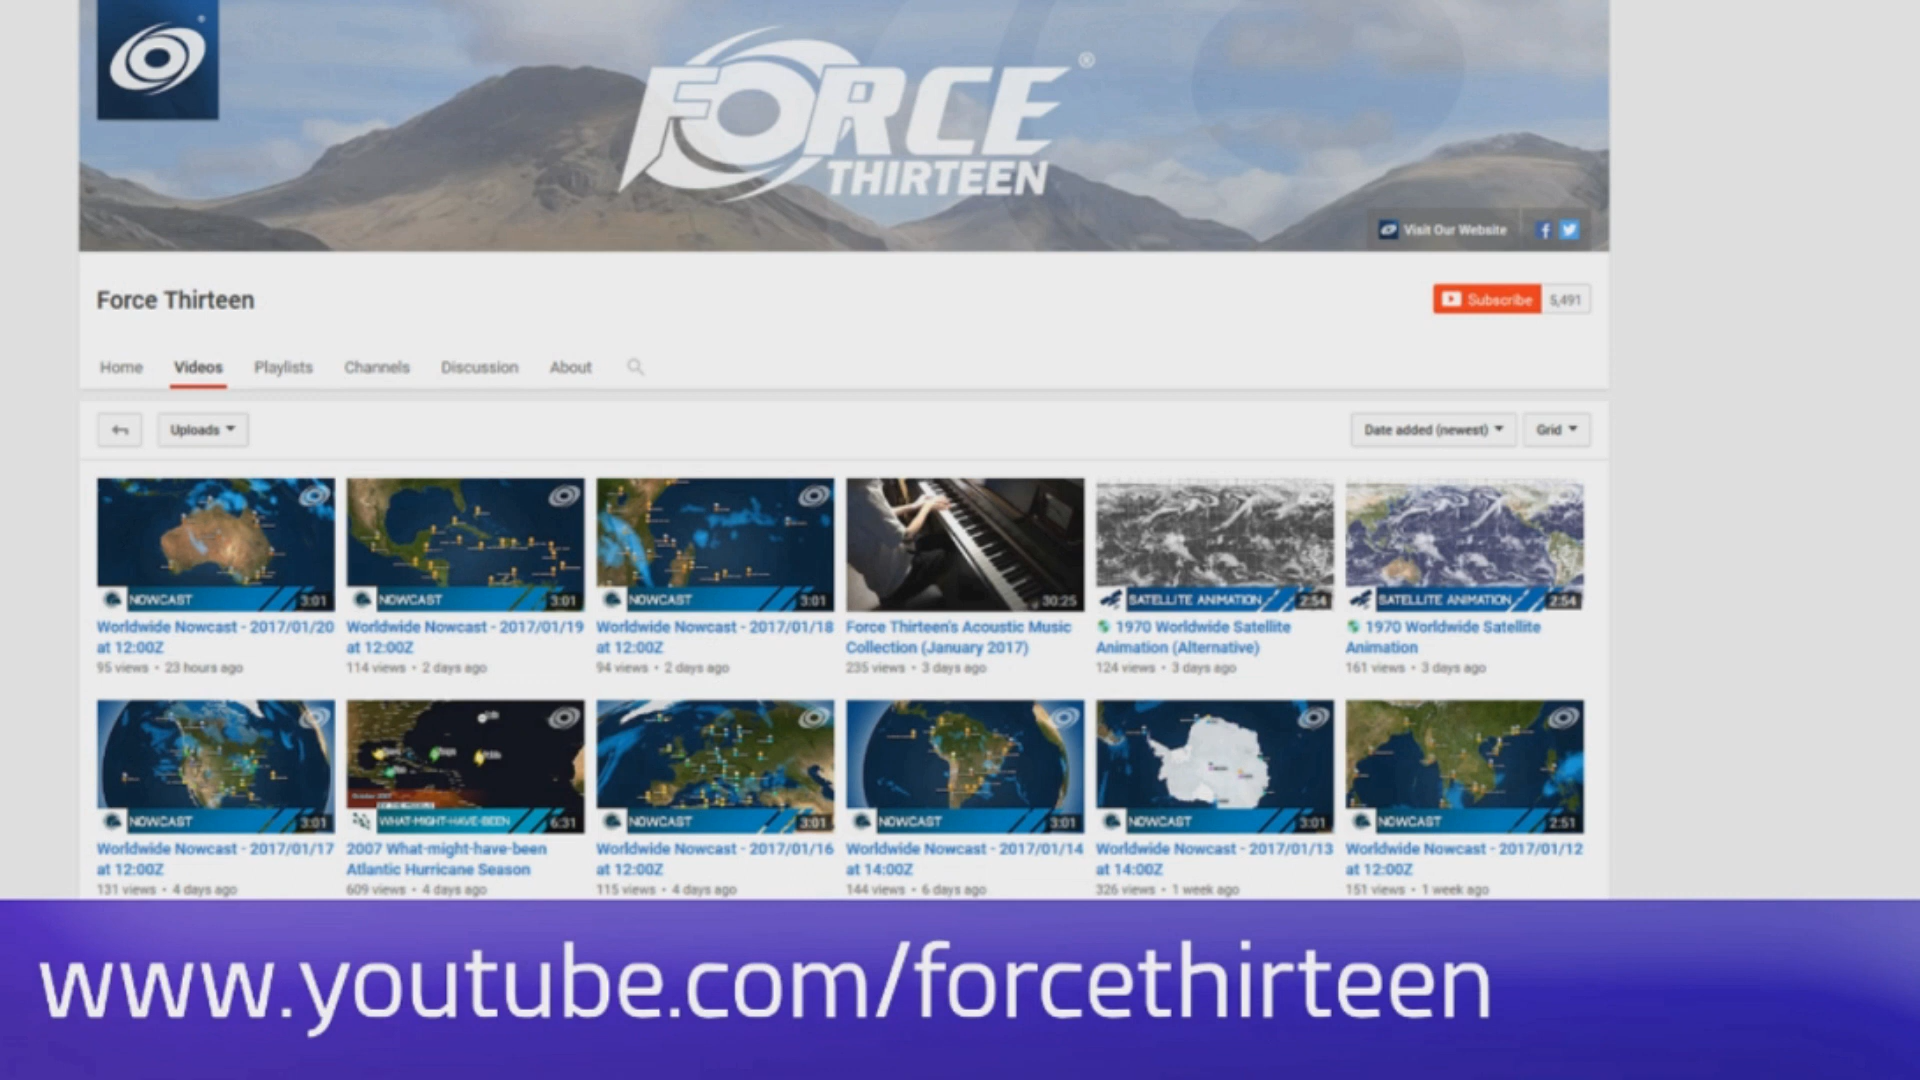 FORCE
THIRTEEN
Visit Our Website
Force Thirteen
Subscribe 5,491
Home Videos Playlists Channels Discussion About
Uploads Date added (newest) Grid
NOWCAST 3:01
NOWCAST 3:01
NOWCAST 3:01
30:25
SATELLITE ANIMATION 2:54
SATELLITE ANIMATION 2:54
Worldwide Nowcast - 2017/01/20
at 12:00Z
95 views • 23 hours ago
Worldwide Nowcast - 2017/01/19
at 12:00Z
114 views • 2 days ago
Worldwide Nowcast - 2017/01/18
at 12:00Z
94 views • 2 days ago
Force Thirteen's Acoustic Music
Collection (January 2017)
235 views • 3 days ago
1970 Worldwide Satellite
Animation (Alternative)
124 views • 3 days ago
1970 Worldwide Satellite
Animation
161 views • 3 days ago
NOWCAST 3:01
WHAT-MIGHT-HAVE-BEEN 6:31
NOWCAST 3:01
NOWCAST 3:01
NOWCAST 3:01
NOWCAST 2:51
Worldwide Nowcast - 2017/01/17
at 12:00Z
131 views • 4 days ago
2007 What-might-have-been
Atlantic Hurricane Season
609 views • 4 days ago
Worldwide Nowcast - 2017/01/16
at 12:00Z
115 views • 4 days ago
Worldwide Nowcast - 2017/01/14
at 14:00Z
144 views • 6 days ago
Worldwide Nowcast - 2017/01/13
at 14:00Z
326 views • 1 week ago
Worldwide Nowcast - 2017/01/12
at 12:00Z
151 views • 1 week ago
www.youtube.com/forcethirteen